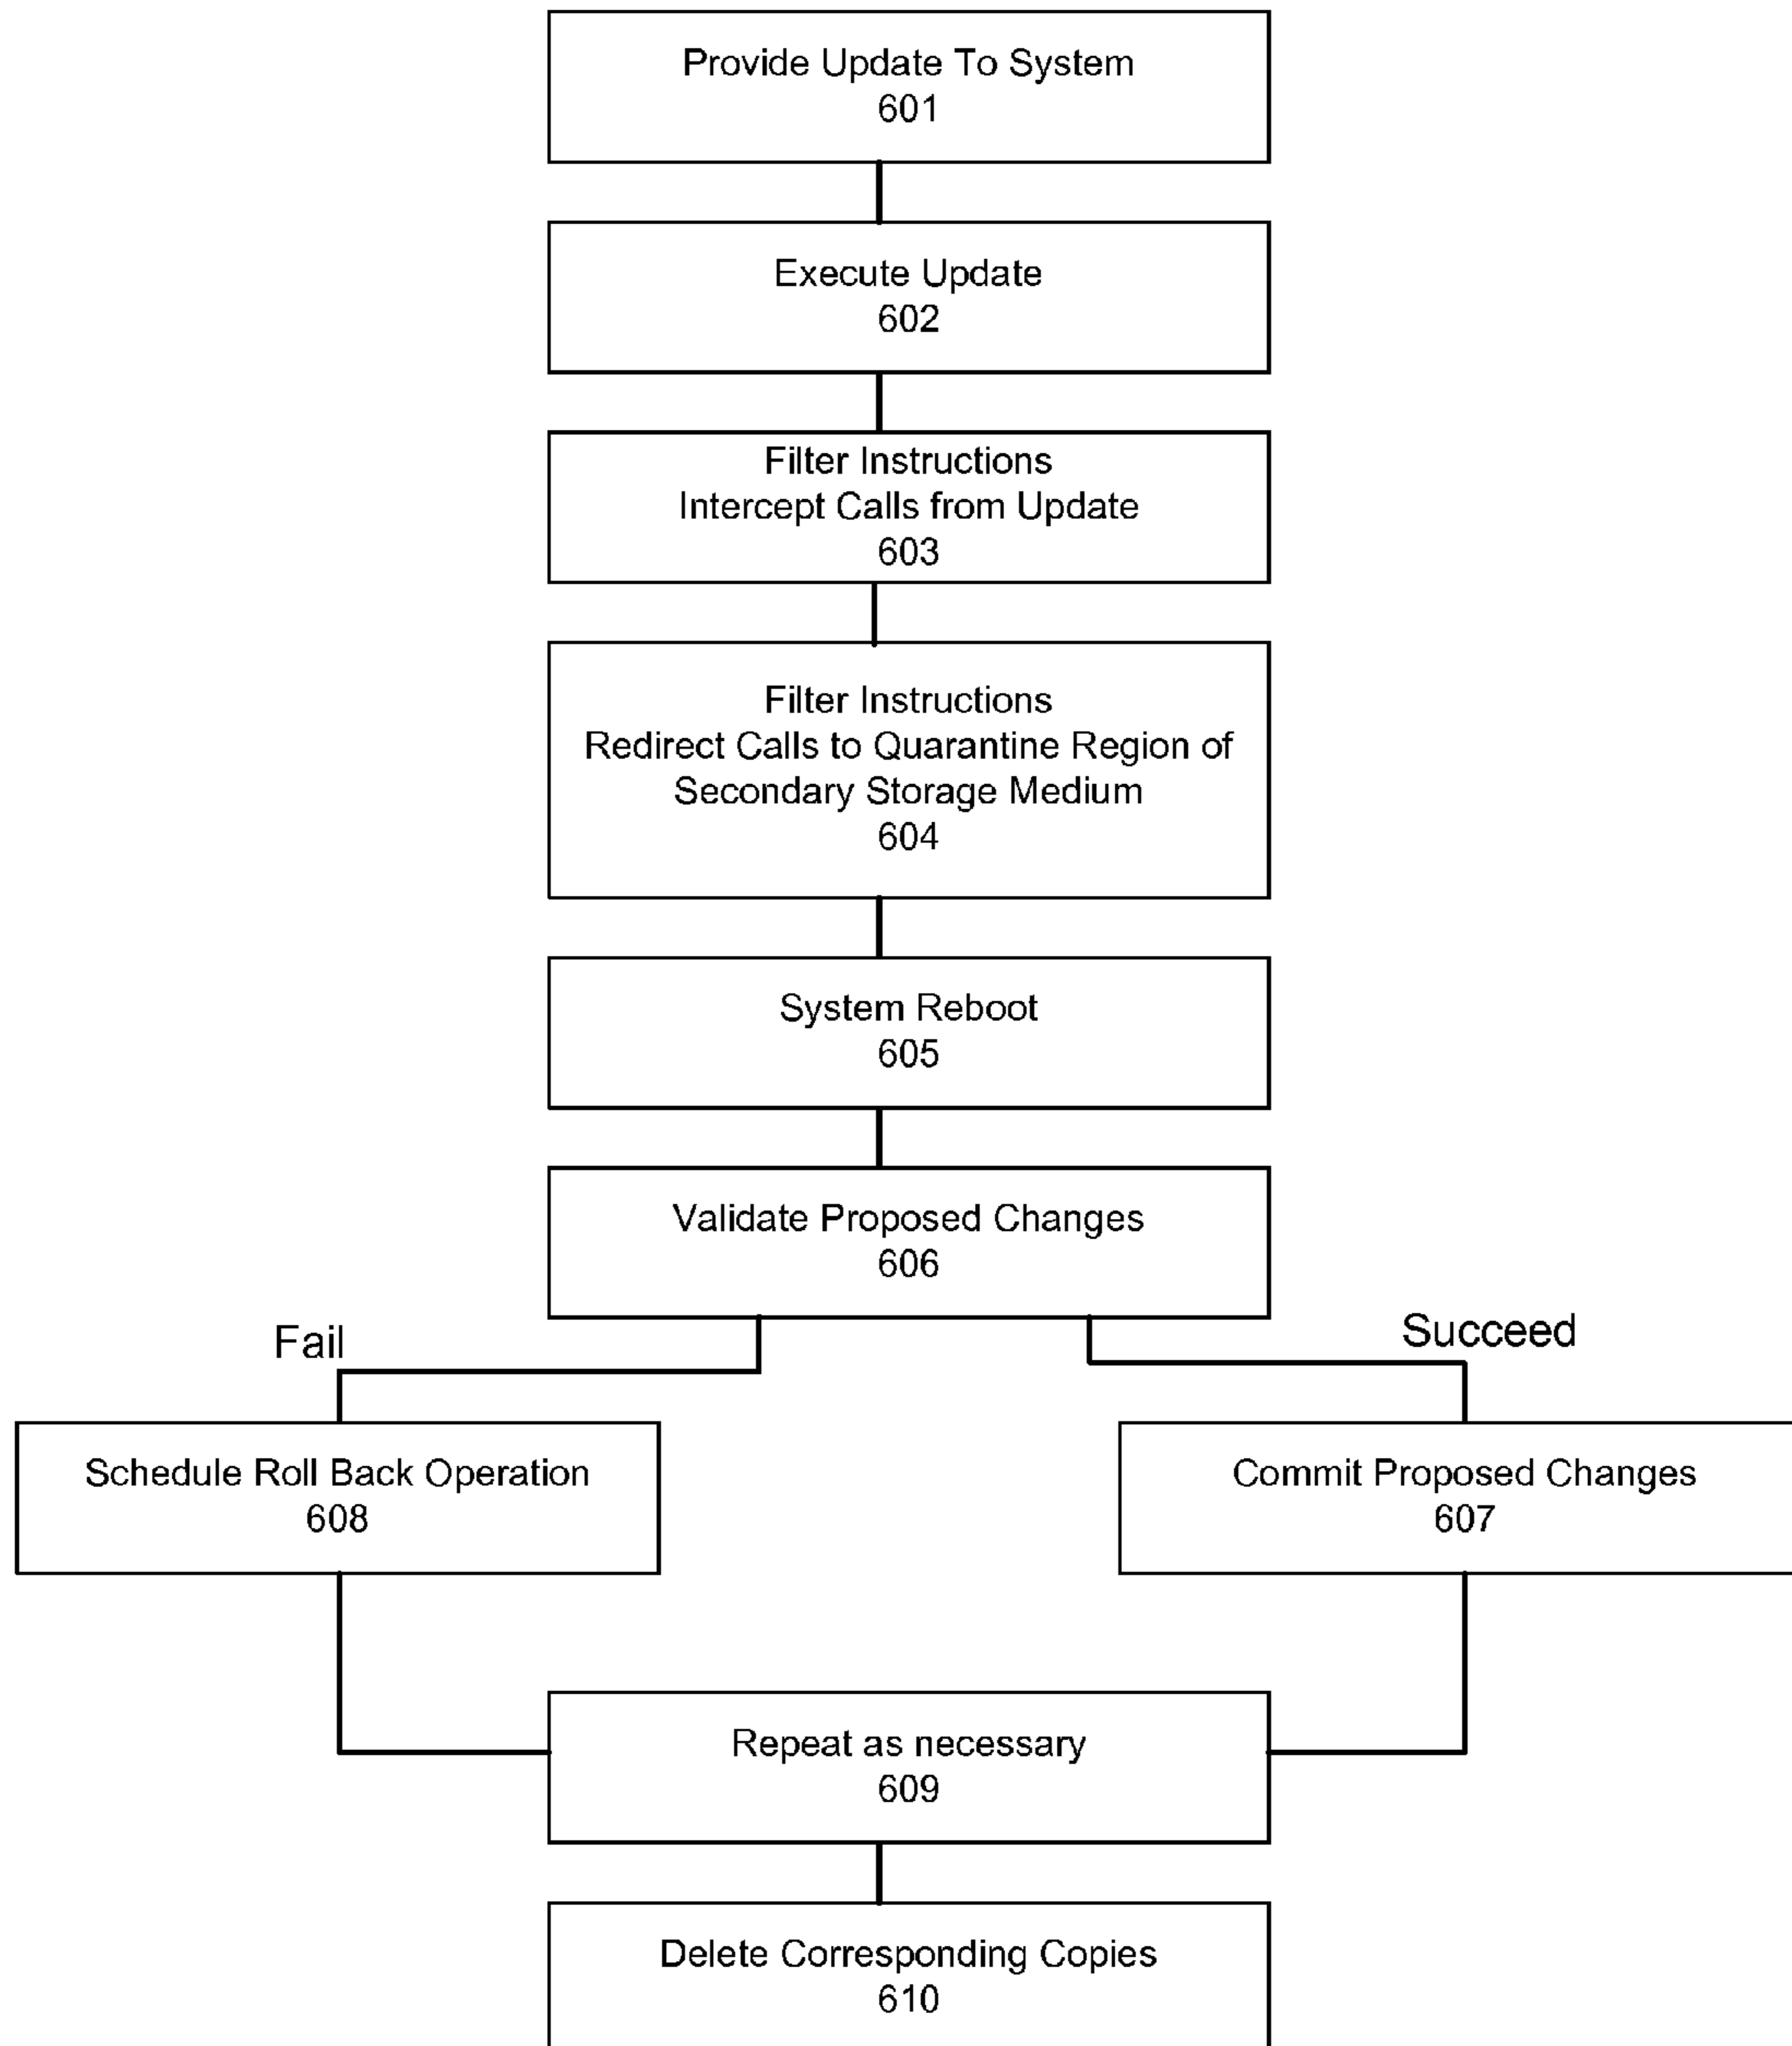 Provide Update To System
601
Execute Update
602
Filter Instructions
Intercept Calls from Update
603
Filter Instructions
Redirect Calls to Quarantine Region of
Secondary Storage Medium
604
System Reboot
605
Validate Proposed Changes
606
Fail
Succeed
Schedule Roll Back Operation
608
Commit Proposed Changes
607
Repeat as necessary
609
Delete Corresponding Copies
610